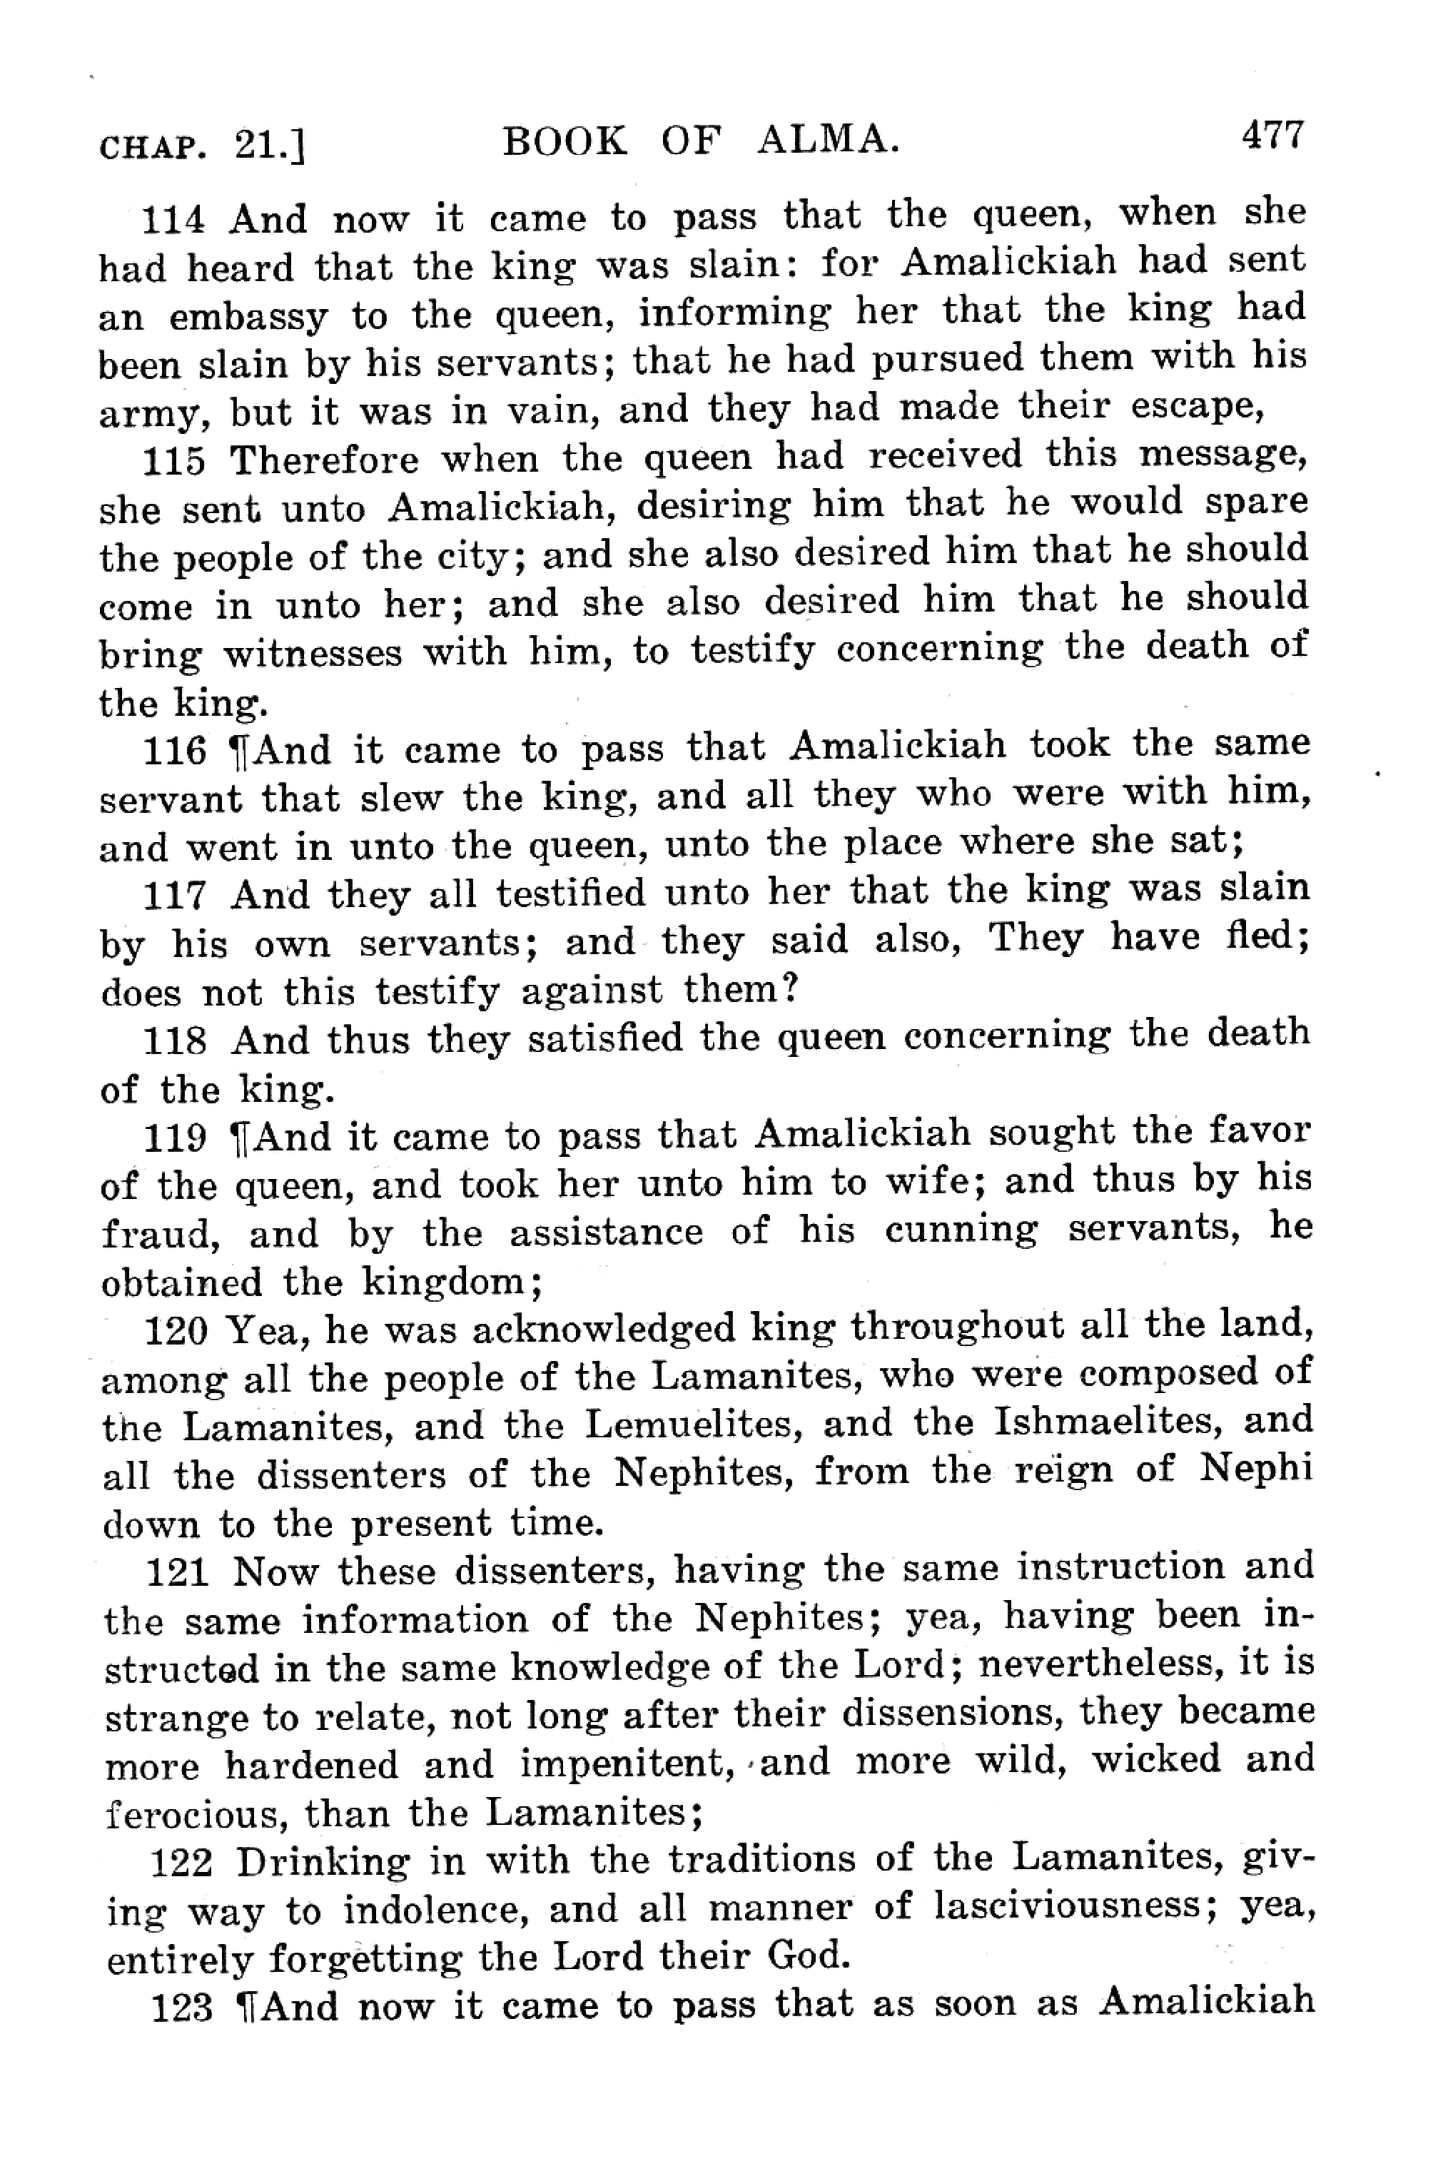 CHAP. 21.] BOOK OF ALMA. 477
114 And now it came to pass that the queen, when she
had heard that the king was slain: for Amalickiah had sent
an embassy to the queen, informing her that the king had
been slain by his servants; that he had pursued them with his
army, but it was in vain, and they had made their escape,
115 Therefore when the queen had received this message,
she sent unto Amalickiah, desiring him that he would spare
the people of the city; and she also desired him that he should
come in unto her; and she also desired him that he should
bring witnesses with him, to testify concerning the death of
the king.
116 ¶And it came to pass that Amalickiah took the same
servant that slew the king, and all they who were with him,
and went in unto the queen, unto the place where she sat;
117 And they all testified unto her that the king was slain
by his own servants; and they said also, They have fled;
does not this testify against them?
118 And thus they satisfied the queen concerning the death
of the king.
119 ¶And it came to pass that Amalickiah sought the favor
of the queen, and took her unto him to wife; and thus by his
fraud, and by the assistance of his cunning servants, he
obtained the kingdom;
120 Yea, he was acknowledged king throughout all the land,
among all the people of the Lamanites, who were composed of
the Lamanites, and the Lemuelites, and the Ishmaelites, and
all the dissenters of the Nephites, from the reign of Nephi
down to the present time.
121 Now these dissenters, having the same instruction and
the same information of the Nephites; yea, having been in-
structed in the same knowledge of the Lord; nevertheless, it is
strange to relate, not long after their dissensions, they became
more hardened and impenitent, and more wild, wicked and
ferocious, than the Lamanites;
122 Drinking in with the traditions of the Lamanites, giv-
ing way to indolence, and all manner of lasciviousness; yea,
entirely forgetting the Lord their God.
123 ¶And now it came to pass that as soon as Amalickiah